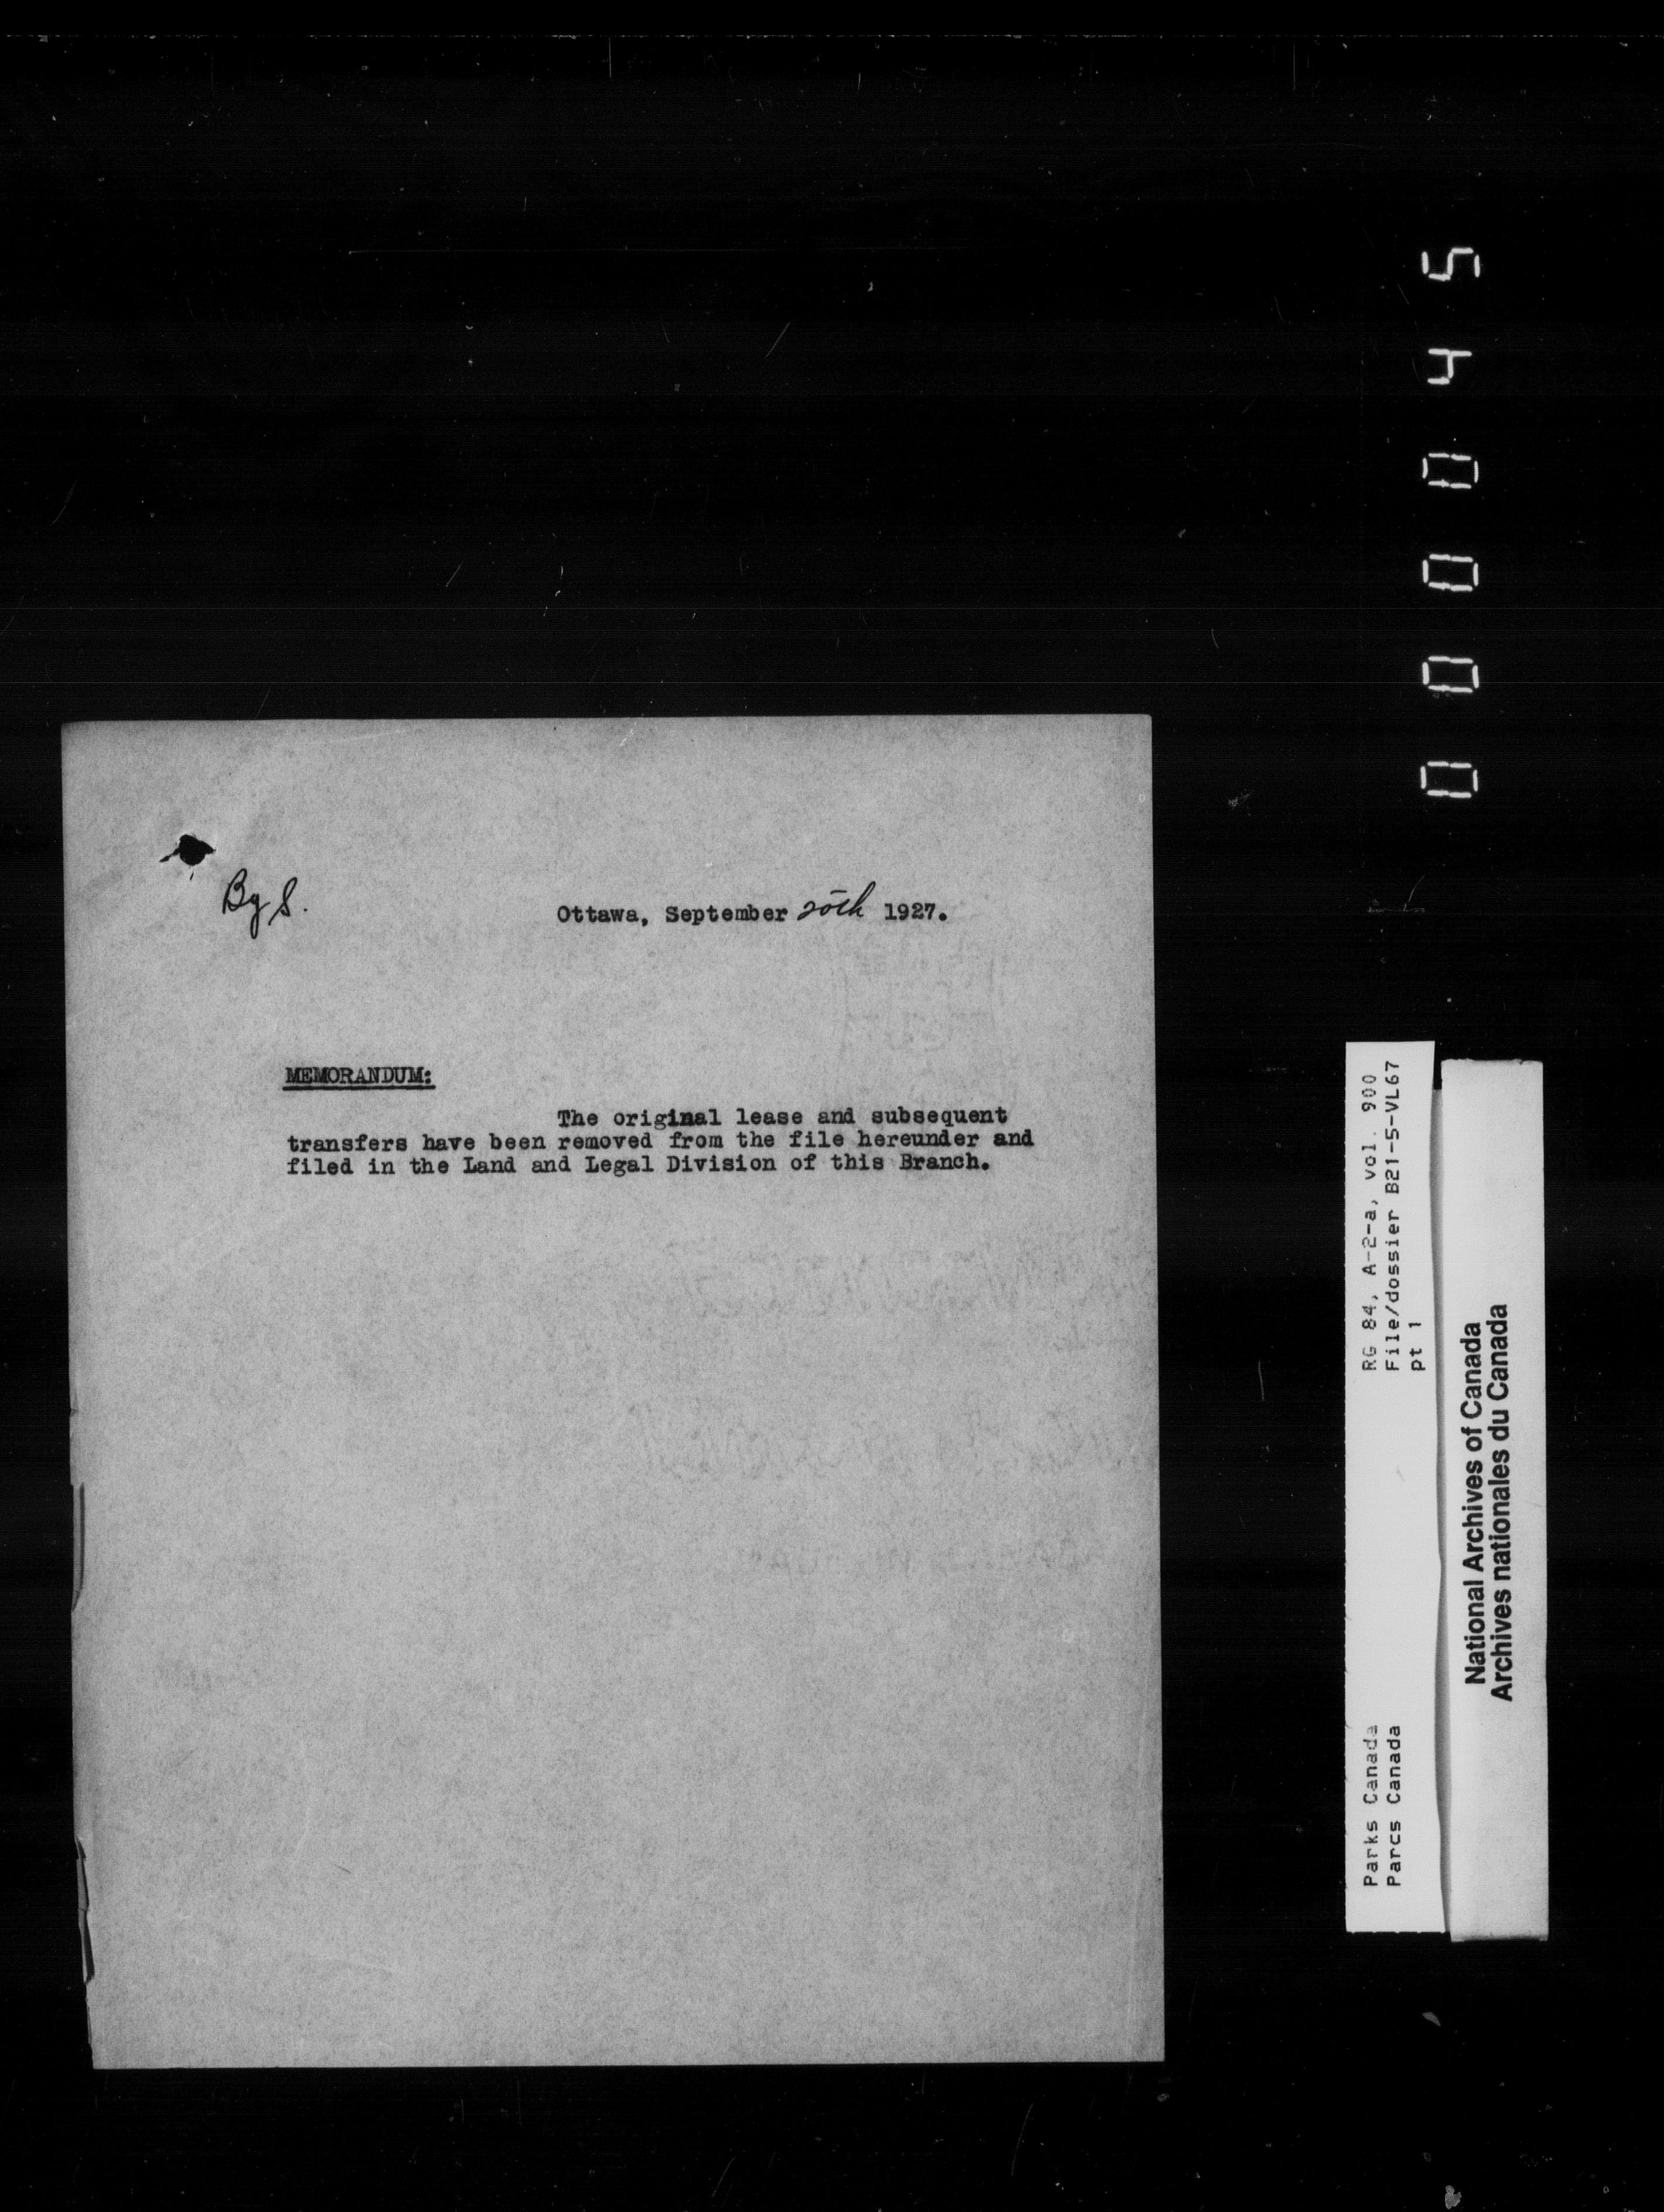 By S.
Ottawa, September 20th 1927.
MEMORANDUM:
The original lease and subsequent
transfers have been removed from the file hereunder and
filed in the Land and Legal Division of this Branch.
000045
RG 84, A-2-a, vol. 900
File/dossier B21-5-VL67
pt 1
Parks Canada
Parcs Canada
National Archives of Canada
Archives nationales du Canada